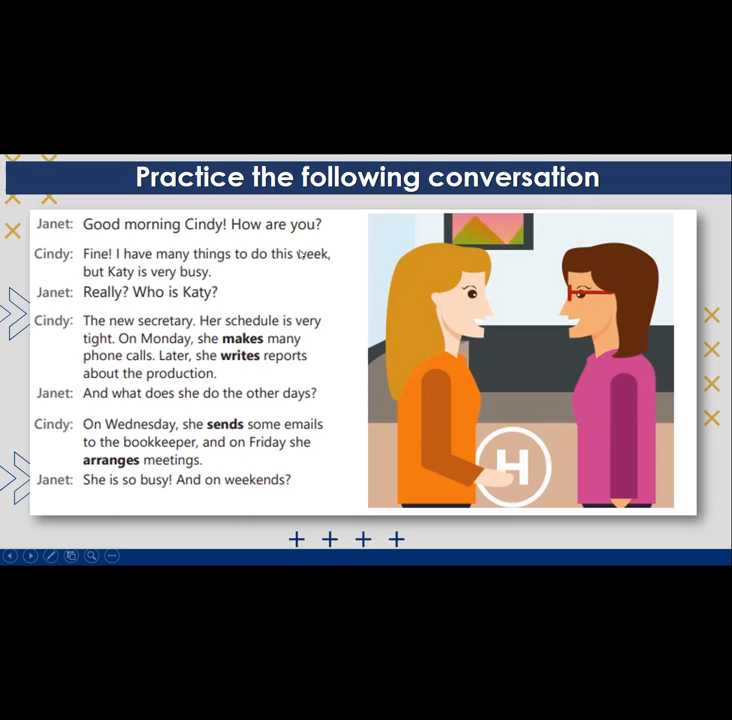 Practice the following conversation
Janet: Good morning Cindy! How are you?
Cindy: Fine! I have many things to do this week,
but Katy is very busy.
Janet: Really? Who is Katy?
Cindy: The new secretary. Her schedule is very
tight. On Monday, she makes many
phone calls. Later, she writes reports
about the production.
Janet: And what does she do the other days?
Cindy: On Wednesday, she sends some emails
to the bookkeeper, and on Friday she
arranges meetings.
Janet: She is so busy! And on weekends?
H